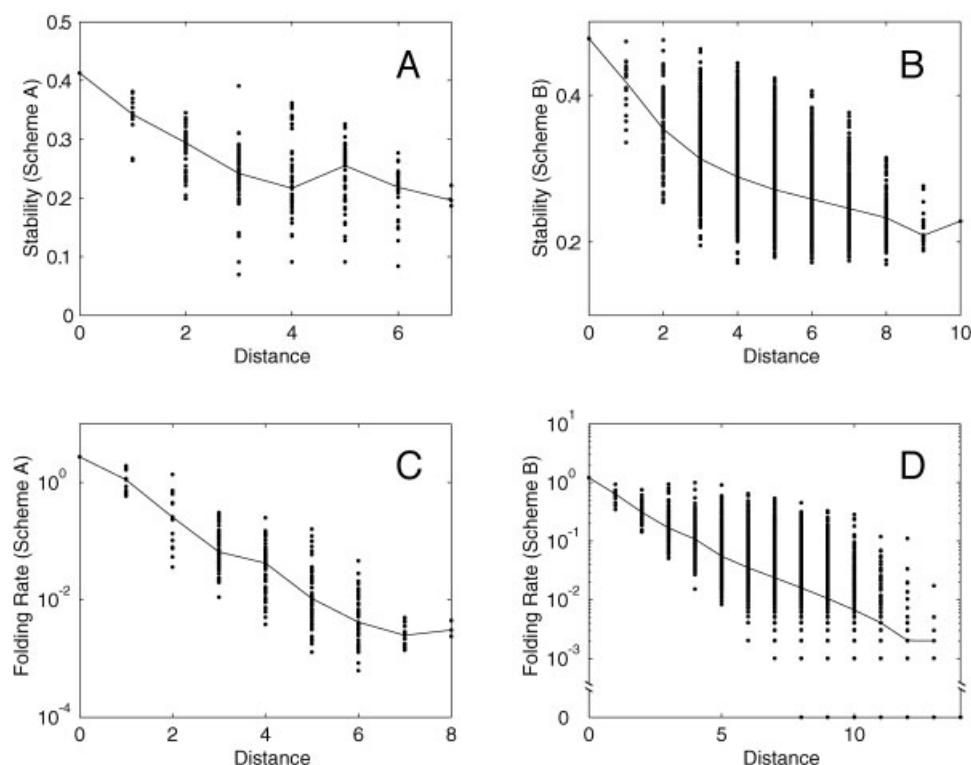 A
Stability (Scheme A)
0.5
0.4
0.3
0.2
0.1
0
0 2 4 6
Distance
B
Stability (Scheme B)
0.4
0.2
0 2 4 6 8 10
Distance
C
Folding Rate (Scheme A)
10^0
10^-2
10^-4
0 2 4 6 8
Distance
D
Folding Rate (Scheme B)
10^1
10^0
10^-1
10^-2
10^-3
0
0 5 10
Distance